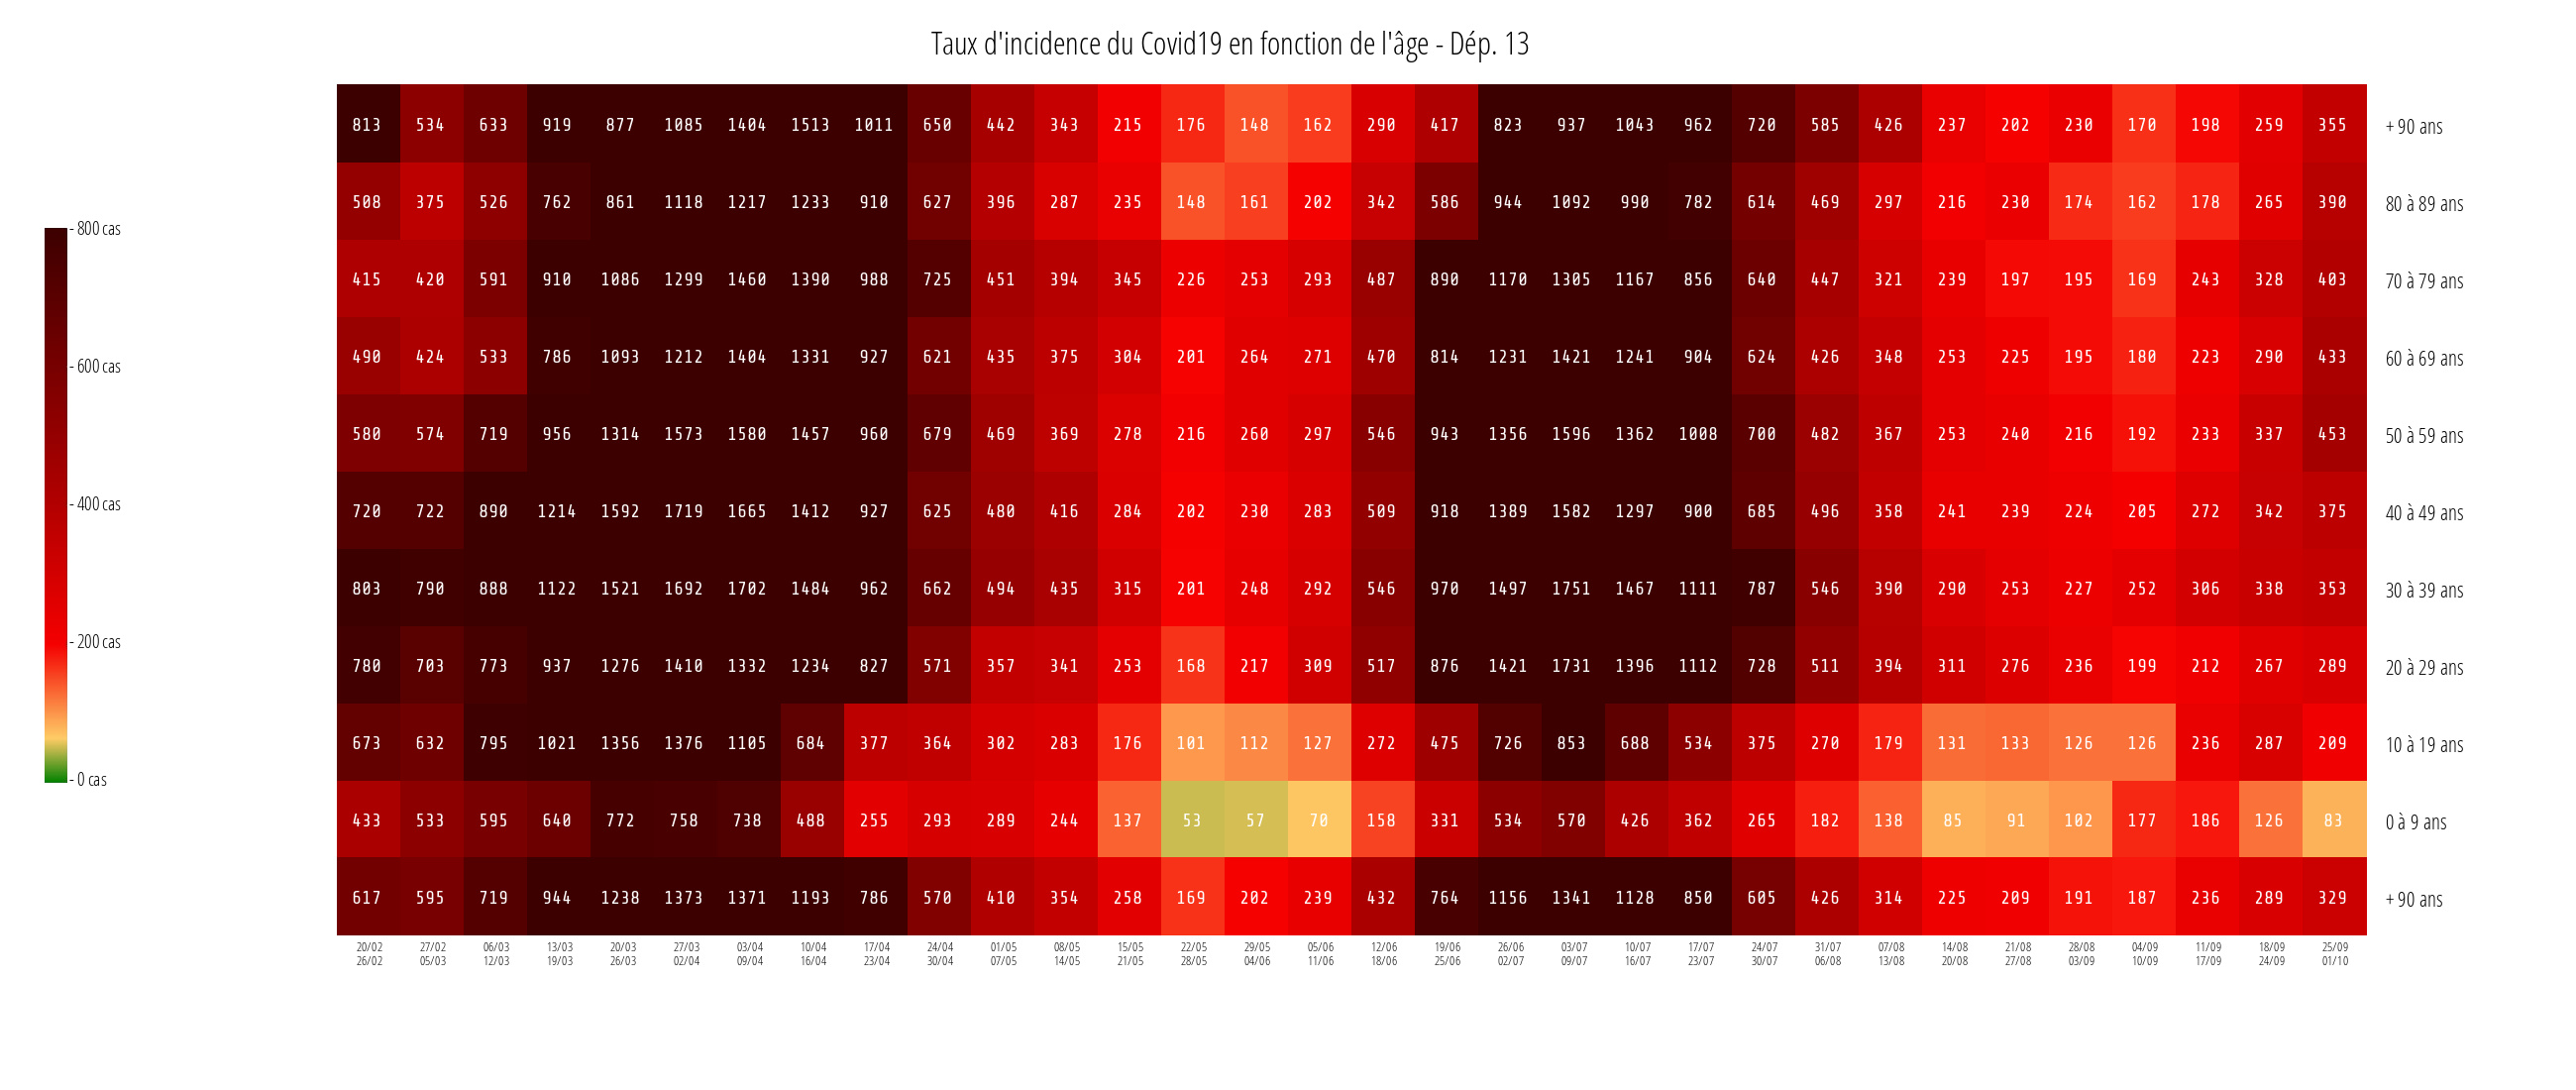 Taux d'incidence du Covid19 en fonction de l'âge - Dép. 13
813 534 633 919 877 1085 1404 1513 1011 650 442 343 215 176 148 162 290 417 823 937 1043 962 720 585 426 237 202 230 170 198 259 355 + 90 ans
508 375 526 762 861 1118 1217 1233 910 627 396 287 235 148 161 202 342 586 944 1092 990 782 614 469 297 216 230 174 162 178 265 390 80 à 89 ans
- 800 cas
415 420 591 910 1086 1299 1460 1390 988 725 451 394 345 226 253 293 487 890 1170 1305 1167 856 640 447 321 239 197 195 169 243 328 403 70 à 79 ans
490 424 533 786 1093 1212 1404 1331 927 621 435 375 304 201 264 271 470 814 1231 1421 1241 904 624 426 348 253 225 195 180 223 290 433 60 à 69 ans
- 600 cas
580 574 719 956 1314 1573 1580 1457 960 679 469 369 278 216 260 297 546 943 1356 1596 1362 1008 700 482 367 253 240 216 192 233 337 453 50 à 59 ans
- 400 cas
720 722 890 1214 1592 1719 1665 1412 927 625 480 416 284 202 230 283 509 918 1389 1582 1297 900 685 496 358 241 239 224 205 272 342 375 40 à 49 ans
803 790 888 1122 1521 1692 1702 1484 962 662 494 435 315 201 248 292 546 970 1497 1751 1467 1111 787 546 390 290 253 227 252 306 338 353 30 à 39 ans
- 200 cas
780 703 773 937 1276 1410 1332 1234 827 571 357 341 253 168 217 309 517 876 1421 1731 1396 1112 728 511 394 311 276 236 199 212 267 289 20 à 29 ans
673 632 795 1021 1356 1376 1105 684 377 364 302 283 176 101 112 127 272 475 726 853 688 534 375 270 179 131 133 126 126 236 287 209 10 à 19 ans
- 0 cas
433 533 595 640 772 758 738 488 255 293 289 244 137 53 57 70 158 331 534 570 426 362 265 182 138 85 91 102 177 186 126 83 0 à 9 ans
617 595 719 944 1238 1373 1371 1193 786 570 410 354 258 169 202 239 432 764 1156 1341 1128 850 605 426 314 225 209 191 187 236 289 329 + 90 ans
20/02 27/02 06/03 13/03 20/03 27/03 03/04 10/04 17/04 24/04 01/05 08/05 15/05 22/05 29/05 05/06 12/06 19/06 26/06 03/07 10/07 17/07 24/07 31/07 07/08 14/08 21/08 28/08 04/09 11/09 18/09 25/09
26/02 05/03 12/03 19/03 26/03 02/04 09/04 16/04 23/04 30/04 07/05 14/05 21/05 28/05 04/06 11/06 18/06 25/06 02/07 09/07 16/07 23/07 30/07 06/08 13/08 20/08 27/08 03/09 10/09 17/09 24/09 01/10